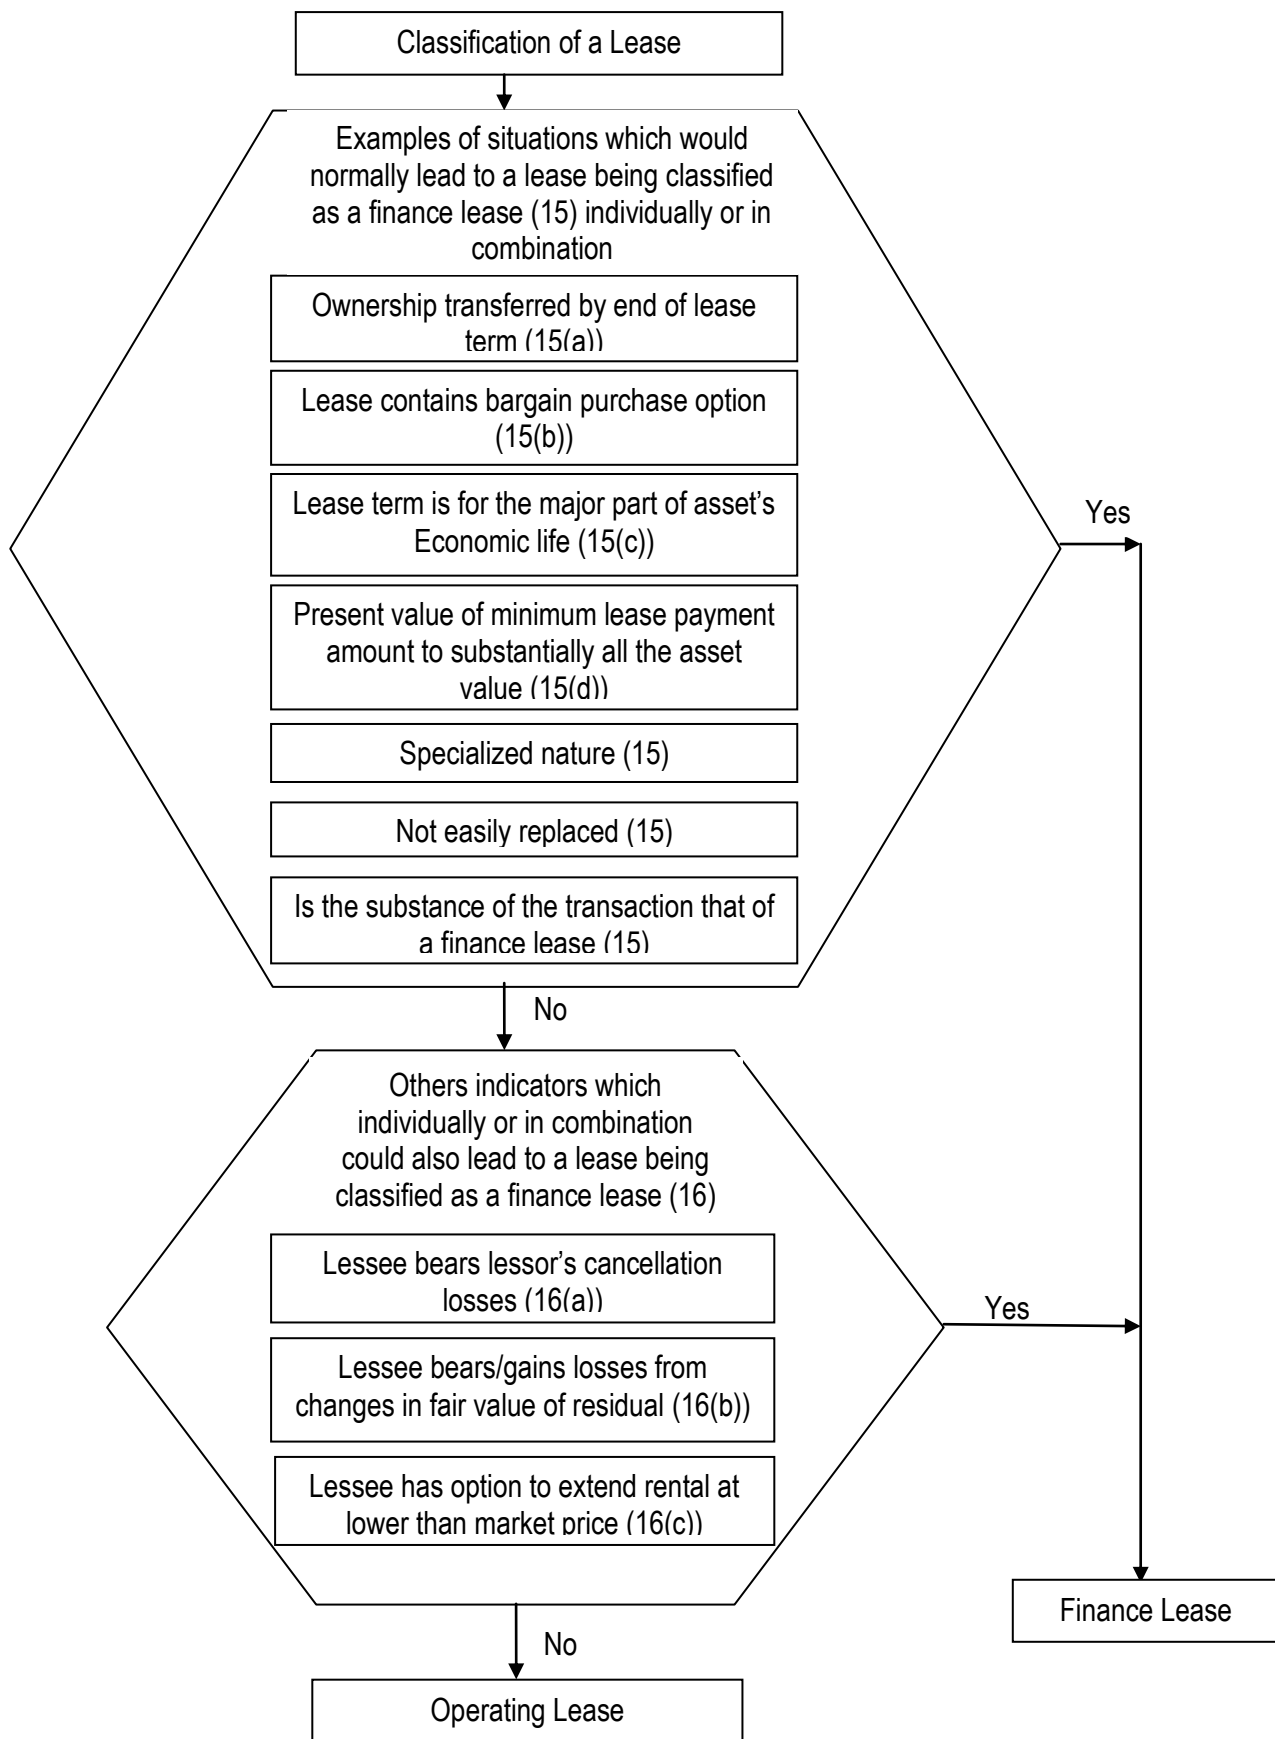 Classification of a Lease
Examples of situations which would
normally lead to a lease being classified
as a finance lease (15) individually or in
combination
Ownership transferred by end of lease
term (15(a))
Lease contains bargain purchase option
(15(b))
Lease term is for the major part of asset’s
Economic life (15(c))
Present value of minimum lease payment
amount to substantially all the asset
value (15(d))
Specialized nature (15)
Not easily replaced (15)
Is the substance of the transaction that of
a finance lease (15)
Yes
No
Others indicators which
individually or in combination
could also lead to a lease being
classified as a finance lease (16)
Lessee bears lessor’s cancellation
losses (16(a))
Lessee bears/gains losses from
changes in fair value of residual (16(b))
Lessee has option to extend rental at
lower than market price (16(c))
Yes
Finance Lease
No
Operating Lease